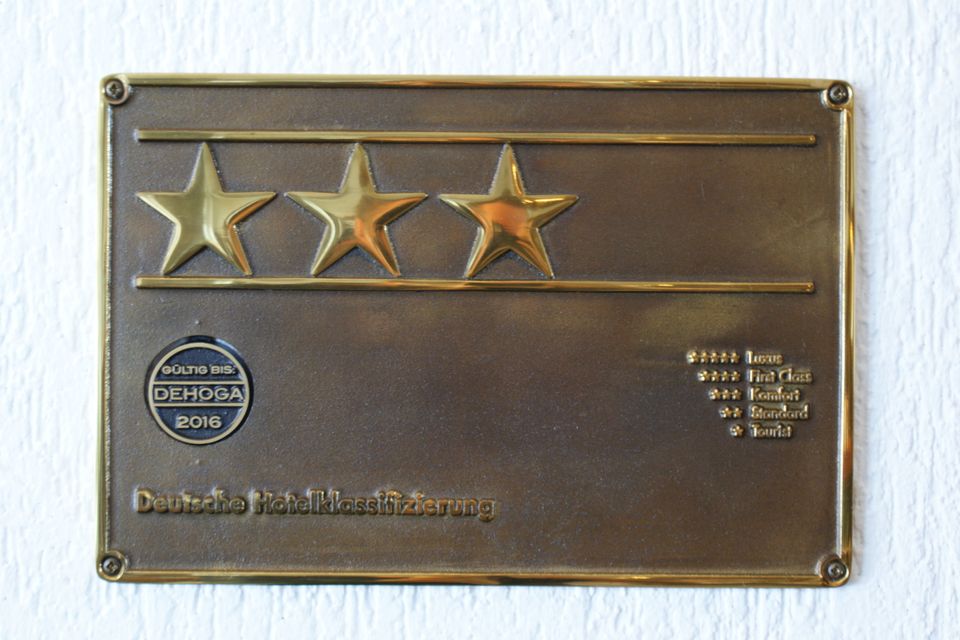 GÜLTIG BIS:
DEHOGA
2016
★★★★★ Luxus
★★★★ First Class
★★★ Komfort
★★ Standard
★ Tourist
Deutsche Hotelklassifizierung